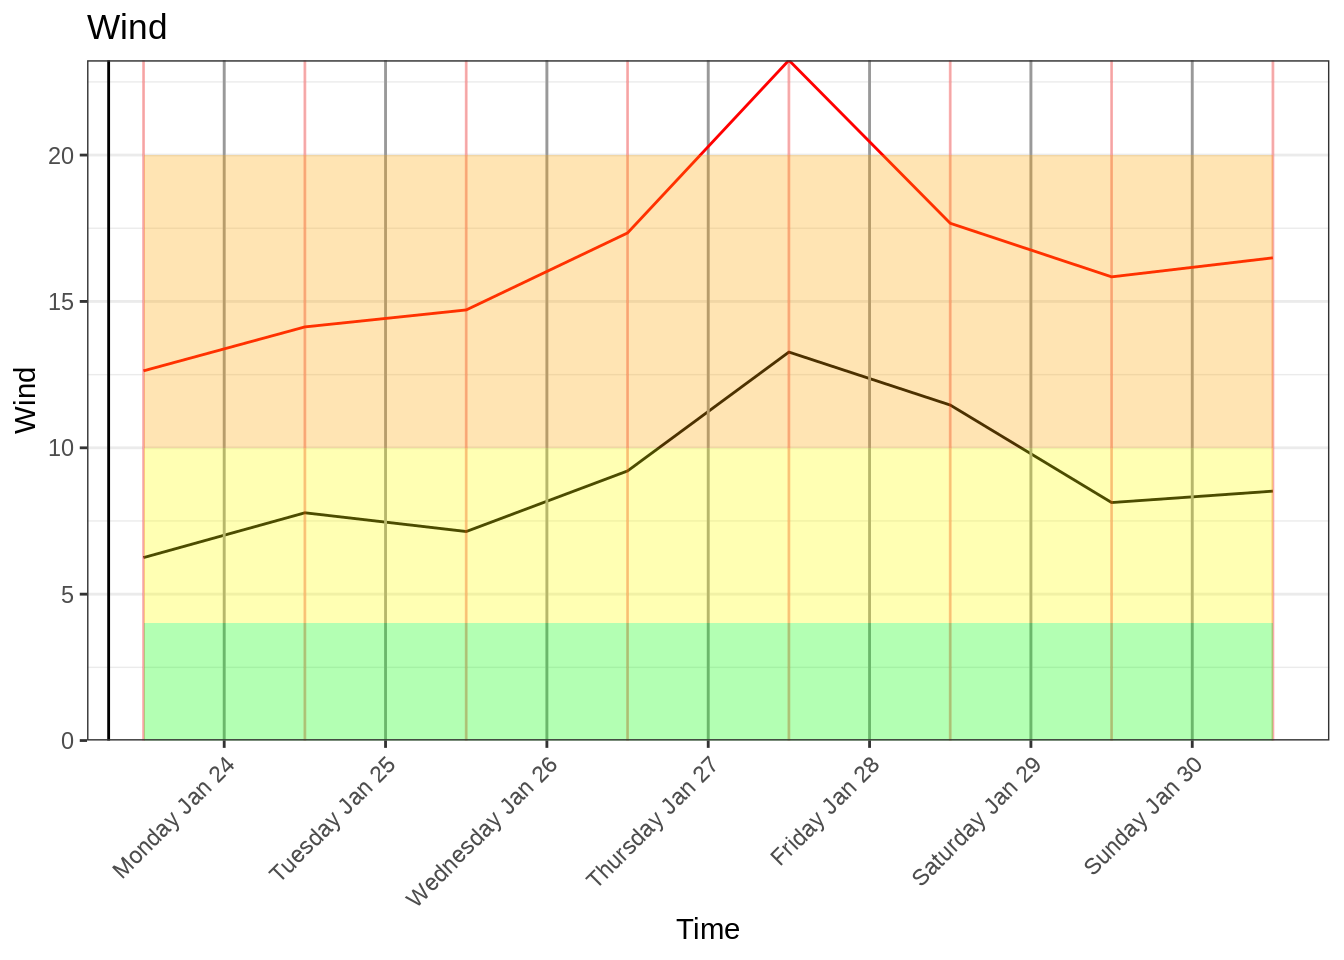 Wind
Wind
20
15
10
5
0
Monday Jan 24
Tuesday Jan 25
Wednesday Jan 26
Thursday Jan 27
Friday Jan 28
Saturday Jan 29
Sunday Jan 30
Time